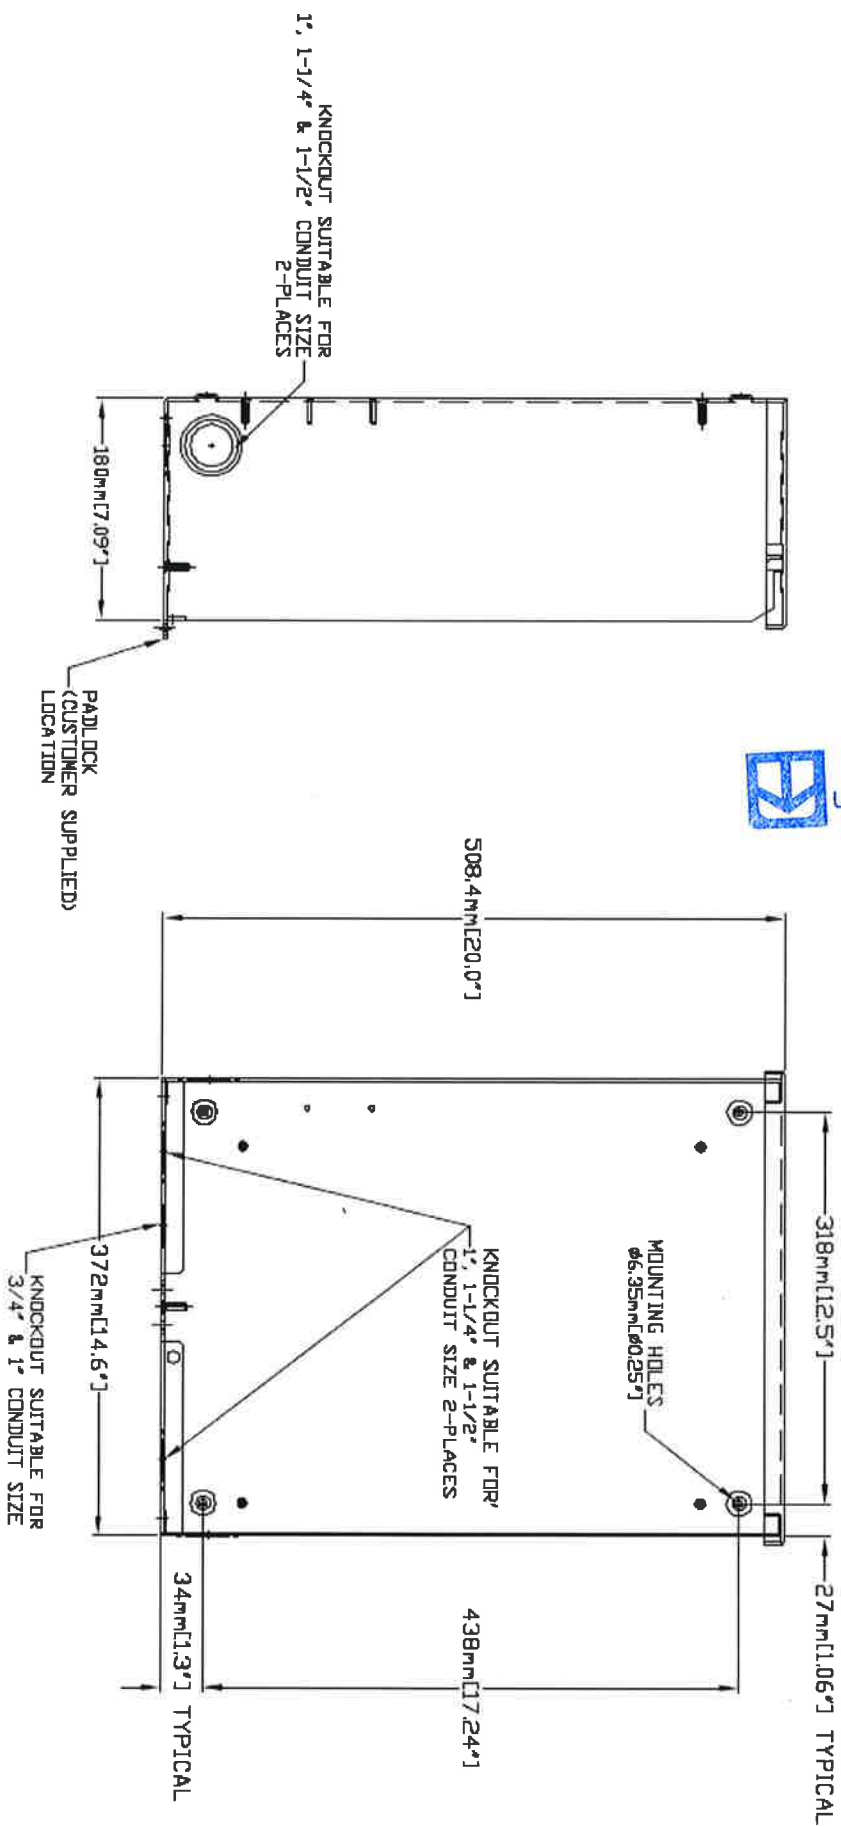 KNOCKOUT SUITABLE FOR
1", 1-1/4" & 1-1/2" CONDUIT SIZE
2-PLACES
180mm[7.09"]
PADLOCK
(CUSTOMER SUPPLIED)
LOCATION
508.4mm[20.0"]
318mm[12.5"]
27mm[1.06"] TYPICAL
MOUNTING HOLES
ø6.35mm[ø0.25"]
KNOCKOUT SUITABLE FOR
1", 1-1/4" & 1-1/2"
CONDUIT SIZE 2-PLACES
438mm[17.24"]
34mm[1.3"] TYPICAL
372mm[14.6"]
KNOCKOUT SUITABLE FOR
3/4" & 1" CONDUIT SIZE